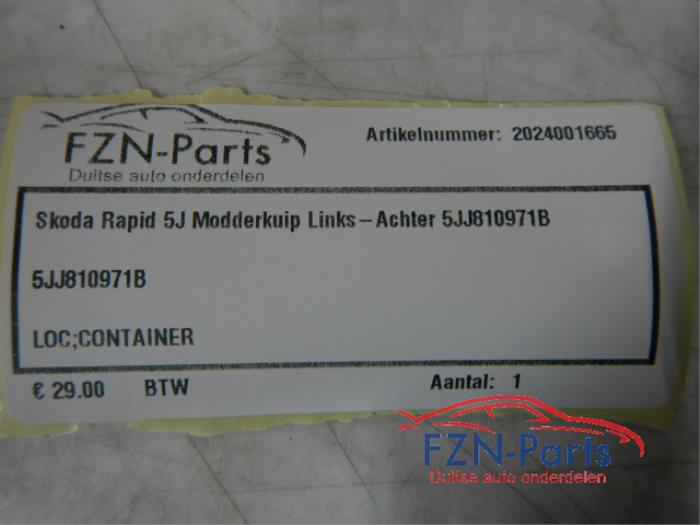 FZN-Parts
Duitse auto onderdelen
Artikelnummer: 2024001665
Skoda Rapid 5J Modderkuip Links-Achter 5JJ810971B
5JJ810971B
LOC;CONTAINER
€ 29.00 BTW Aantal: 1
FZN-Parts
Duitse auto onderdelen